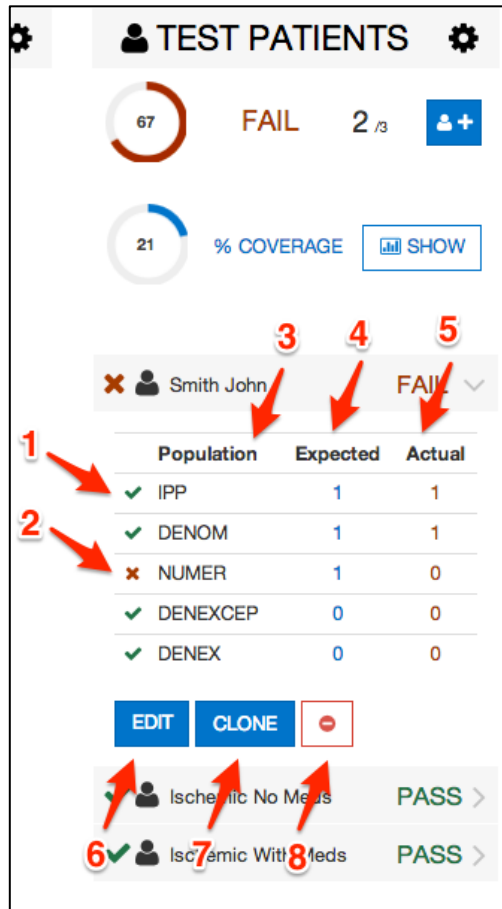 TEST PATIENTS
67 FAIL 2 /3
21 % COVERAGE SHOW
3 4 5
Smith John FAIL
Population Expected Actual
1 IPP 1 1
DENOM 1 1
2 NUMER 1 0
DENEXCEP 0 0
DENEX 0 0
EDIT CLONE
Ischemic No Meds PASS
6 7 8
Ischemic With Meds PASS